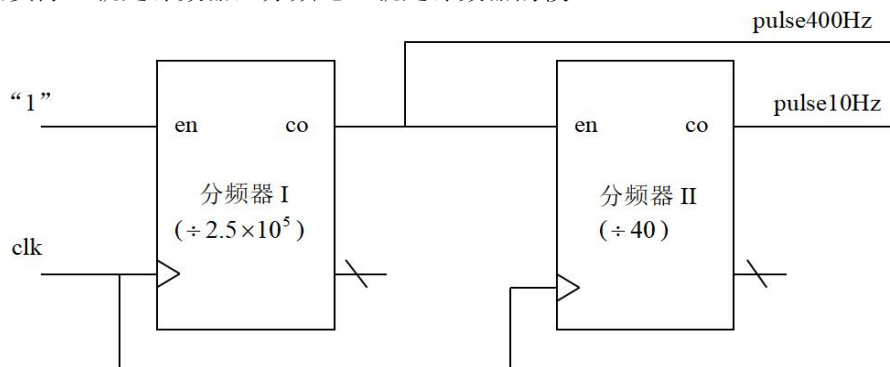 pulse400Hz
“1”
pulse10Hz
en co
en co
分频器 I
(÷2.5×10⁵)
分频器 II
(÷40)
clk